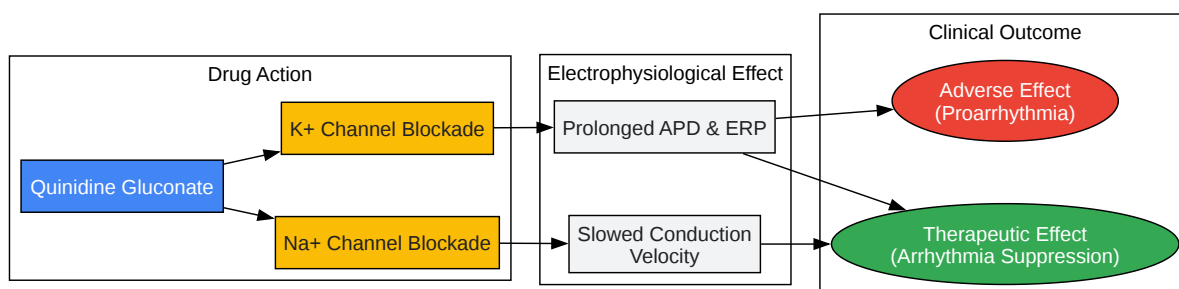 Drug Action
Quinidine Gluconate
K+ Channel Blockade
Na+ Channel Blockade
Electrophysiological Effect
Prolonged APD & ERP
Slowed Conduction
Velocity
Clinical Outcome
Adverse Effect
(Proarrhythmia)
Therapeutic Effect
(Arrhythmia Suppression)